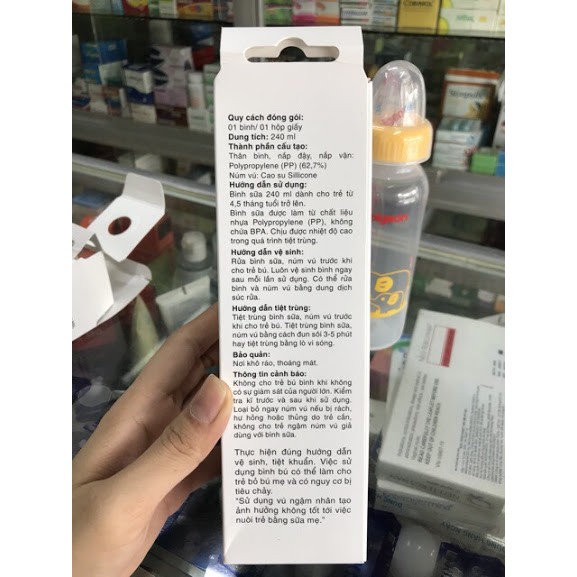 Quy cách đóng gói:
01 bình/ 01 hộp giấy
Dung tích: 240 ml
Thành phần cấu tạo:
Thân bình, nắp đậy, nắp vặn:
Polypropylene (PP) (62,7%)
Núm vú: Cao su Sillicone
Hướng dẫn sử dụng:
Bình sữa 240 ml dành cho trẻ từ
4,5 tháng tuổi trở lên.
Bình sữa được làm từ chất liệu
nhựa Polypropylene (PP), không
chứa BPA. Chịu được nhiệt độ cao
trong quá trình tiệt trùng.
Hướng dẫn vệ sinh:
Rửa bình sữa, núm vú trước khi
cho trẻ bú. Luôn vệ sinh bình ngay
sau mỗi lần sử dụng. Có thể rửa
bình và núm vú bằng dung dịch
súc rửa.
Hướng dẫn tiệt trùng:
Tiệt trùng bình sữa, núm vú trước
khi cho trẻ bú. Tiệt trùng bình sữa,
núm vú bằng cách đun sôi 3-5 phút
hay tiệt trùng bằng lò vi sóng.
Bảo quản:
Nơi khô ráo, thoáng mát.
Thông tin cảnh báo:
Không cho trẻ bú bình khi không
có sự giám sát của người lớn. Kiểm
tra kĩ trước và sau khi sử dụng.
Loại bỏ ngay núm vú nếu bị rách,
hư hỏng hoặc thủng do trẻ cắn,
không cho trẻ ngậm núm vú giả
dùng với bình sữa.
Thực hiện đúng hướng dẫn
vệ sinh, tiệt khuẩn. Việc sử
dụng bình bú có thể làm cho
trẻ bỏ bú mẹ và có nguy cơ bị
tiêu chảy.
"Sử dụng vú ngậm nhân tạo
ảnh hưởng không tốt tới việc
nuôi trẻ bằng sữa mẹ."